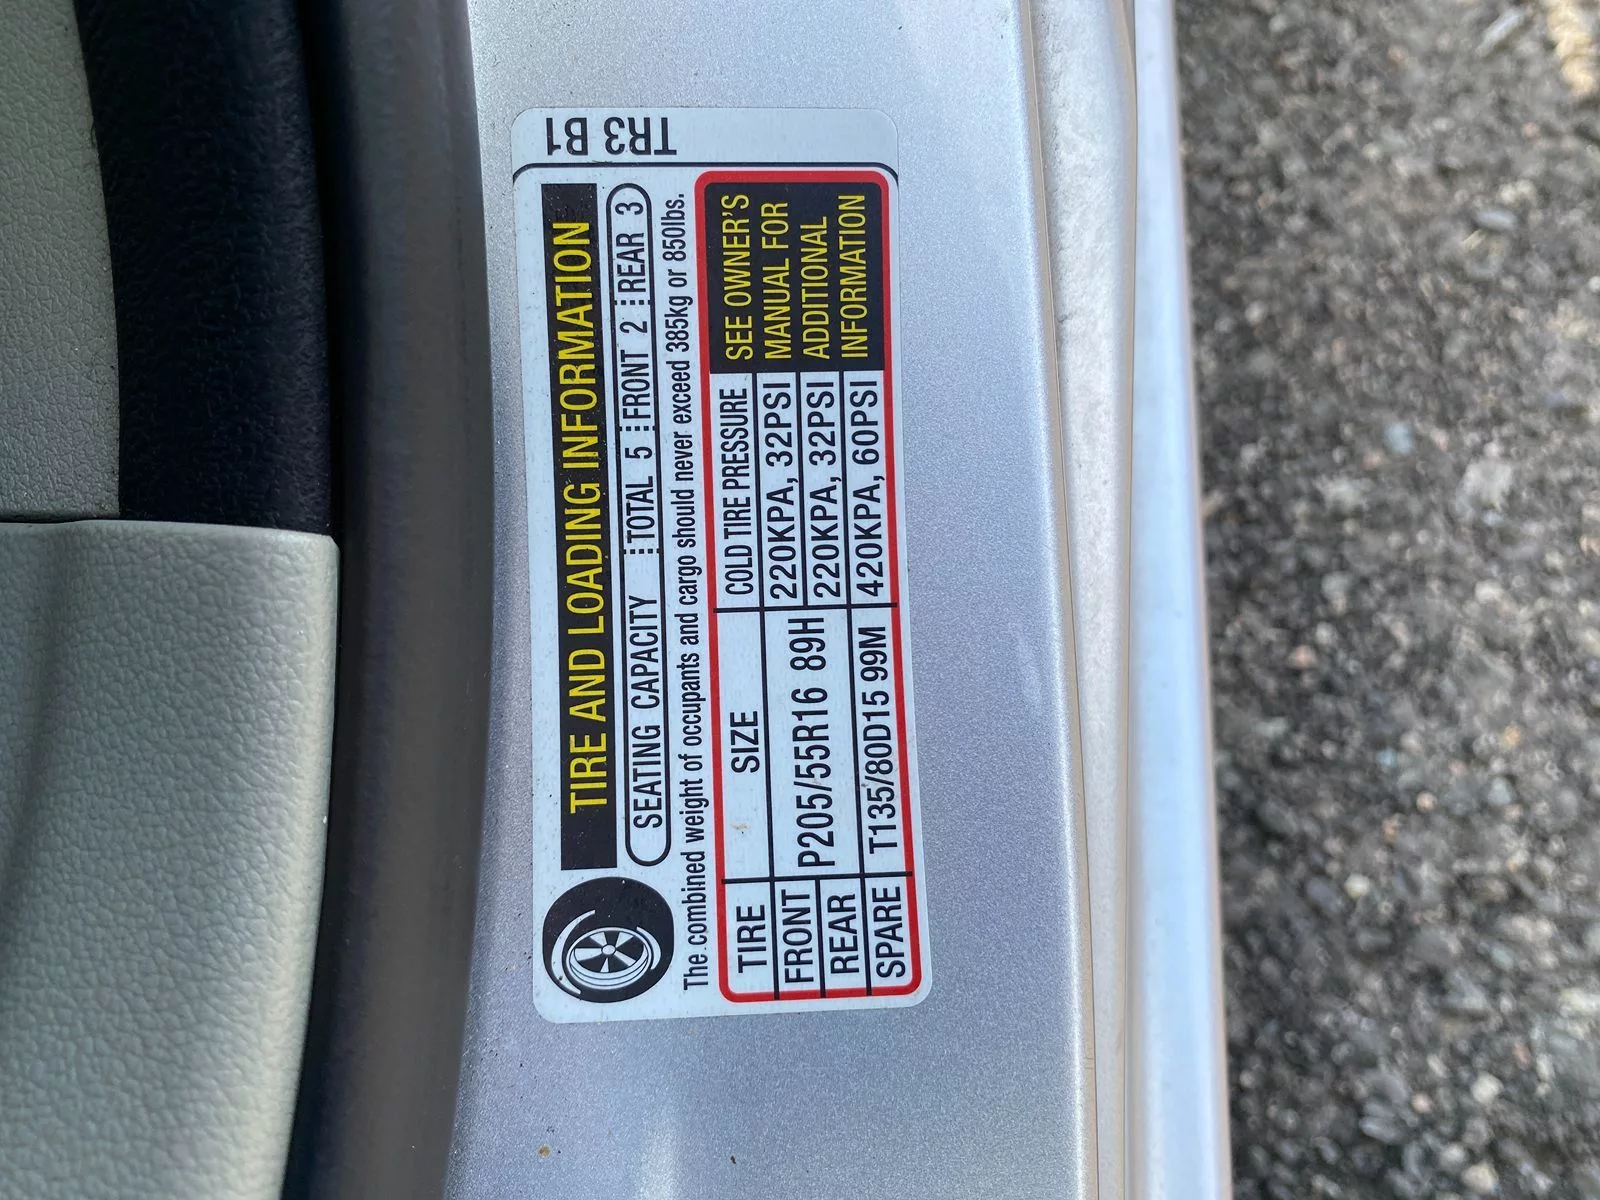 TIRE AND LOADING INFORMATION
SEATING CAPACITY TOTAL 5 FRONT 2 REAR 3
The combined weight of occupants and cargo should never exceed 385kg or 850lbs.
TIRE SIZE COLD TIRE PRESSURE
FRONT P205/55R16 89H 220KPA, 32PSI
REAR 220KPA, 32PSI
SPARE T135/80D15 99M 420KPA, 60PSI
SEE OWNER'S
MANUAL FOR
ADDITIONAL
INFORMATION
TR3 B1